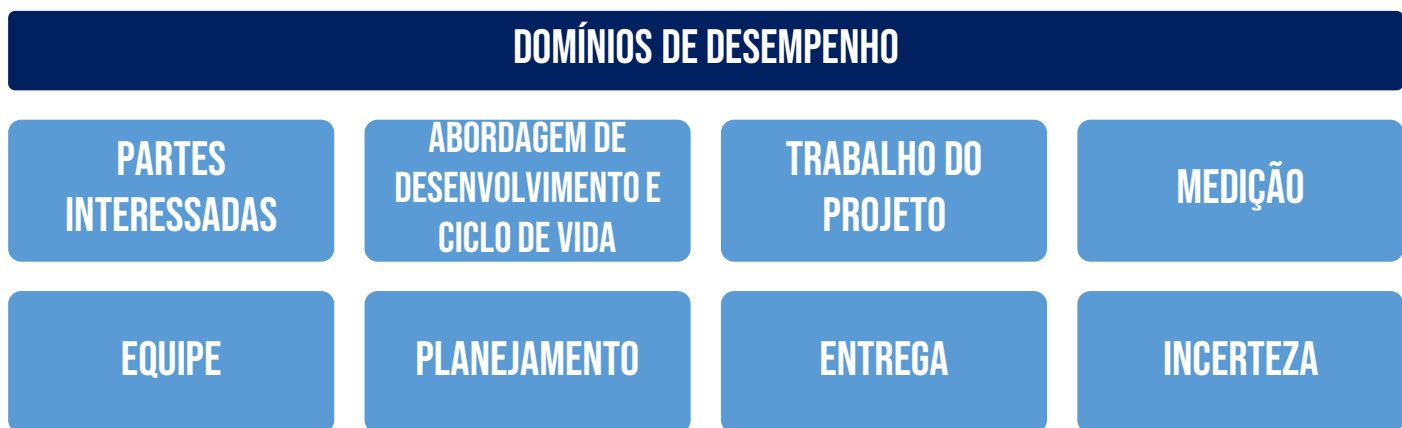 DOMÍNIOS DE DESEMPENHO
PARTES
INTERESSADAS
ABORDAGEM DE
DESENVOLVIMENTO E
CICLO DE VIDA
TRABALHO DO
PROJETO
MEDIÇÃO
EQUIPE
PLANEJAMENTO
ENTREGA
INCERTEZA